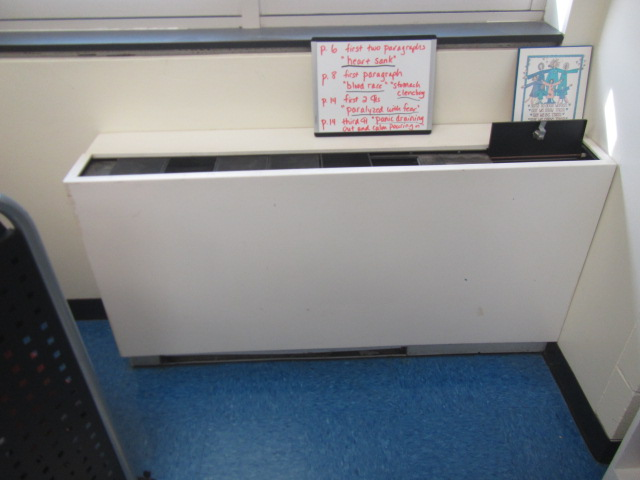 p. 6 first two paragraphs
"heart sank"
p. 8 first paragraph
"blood race" "stomach
clenching"
p 14 first 2 ¶s
"paralyzed with fear"
p. 19 third ¶ "panic draining
out and calm pouring in"